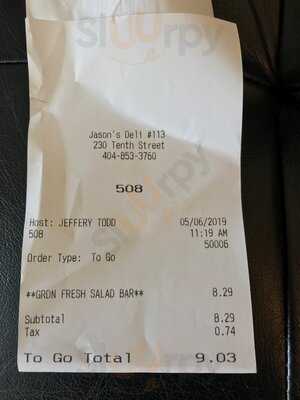 slurrpy
Jason's Deli #113
230 Tenth Street
404-853-3760
508
Host: JEFFERY TODD 05/06/2019
508 11:19 AM
50006
Order Type: To Go
**GRDN FRESH SALAD BAR** 8.29
Subtotal 8.29
Tax 0.74
To Go Total 9.03